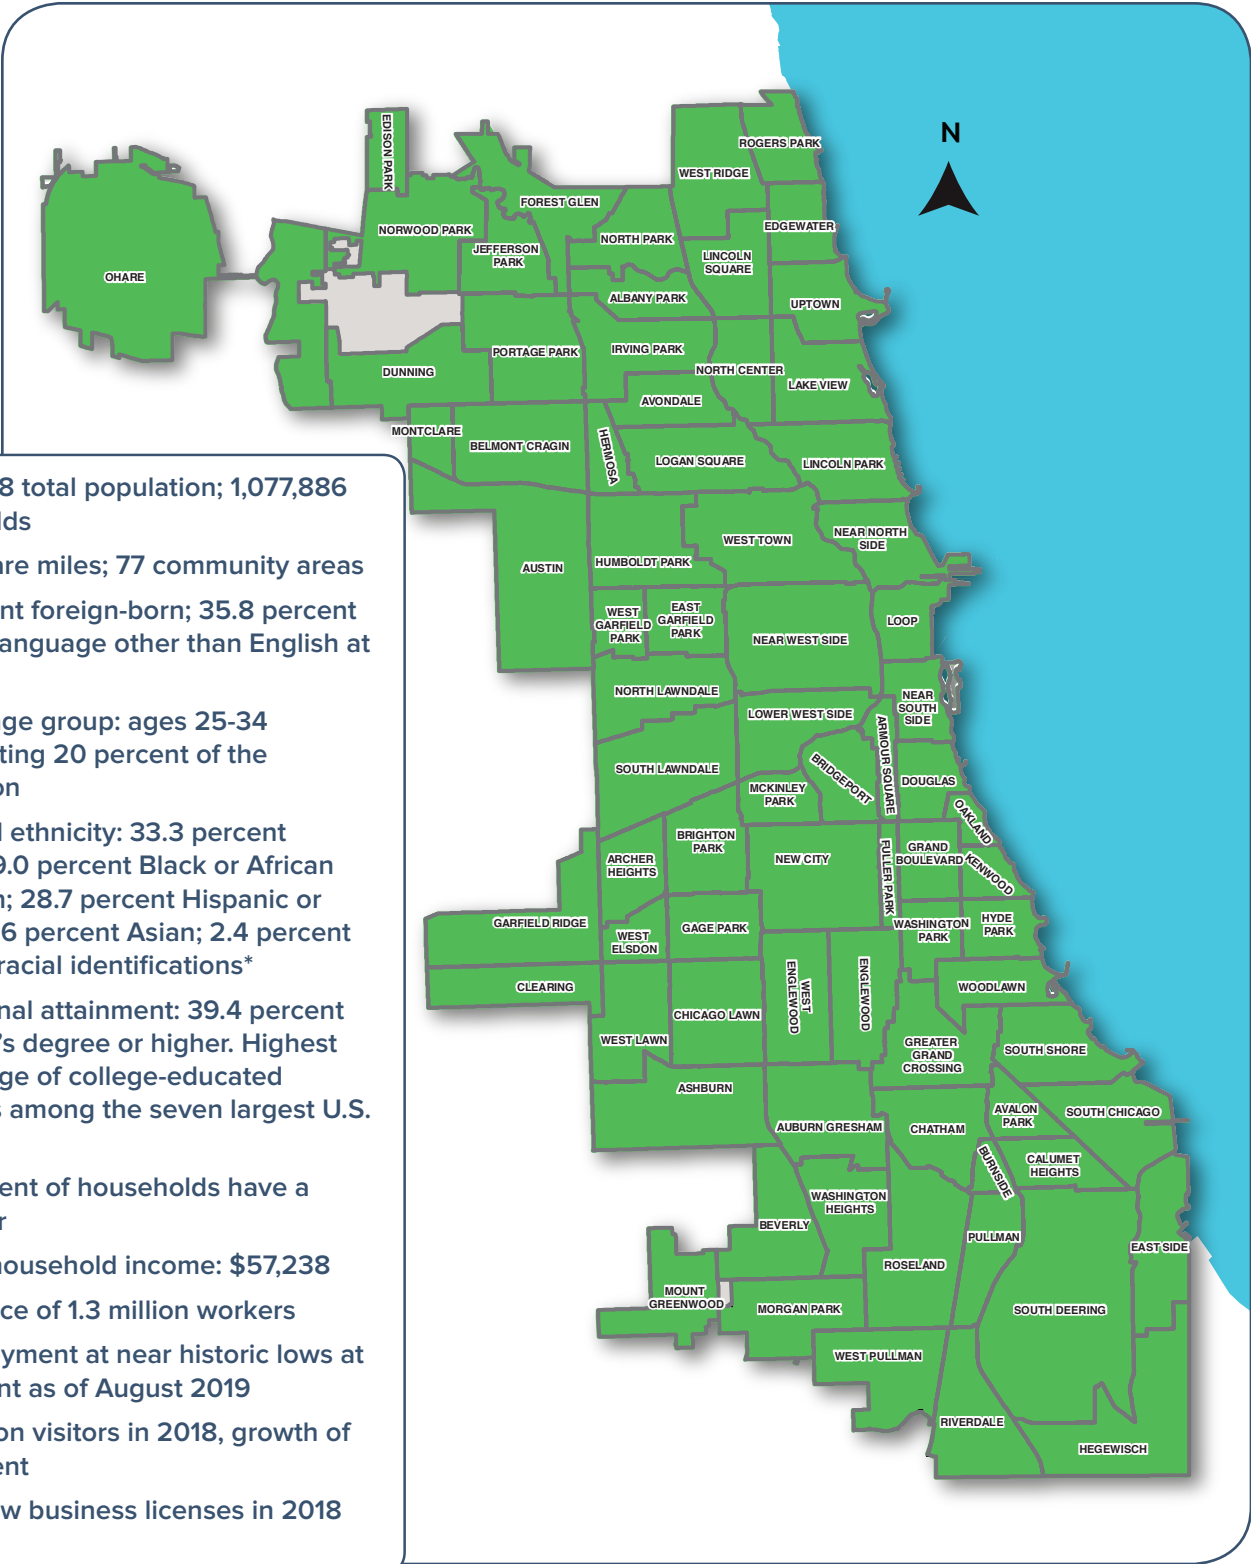 N
EDISON PARK
ROGERS PARK
WEST RIDGE
FOREST GLEN
NORWOOD PARK
EDGEWATER
NORTH PARK
JEFFERSON
PARK
LINCOLN
SQUARE
OHARE
ALBANY PARK
UPTOWN
PORTAGE PARK
IRVING PARK
DUNNING
NORTH CENTER
LAKE VIEW
AVONDALE
MONTCLARE
BELMONT CRAGIN
HERMOSA
LOGAN SQUARE
LINCOLN PARK
NEAR NORTH
SIDE
WEST TOWN
AUSTIN
HUMBOLDT PARK
WEST
GARFIELD
PARK
EAST
GARFIELD
PARK
LOOP
NEAR WEST SIDE
NORTH LAWNDALE
NEAR
SOUTH
SIDE
LOWER WEST SIDE
ARMOUR SQUARE
SOUTH LAWNDALE
BRIDGEPORT
DOUGLAS
MCKINLEY
PARK
OAKLAND
BRIGHTON
PARK
ARCHER
HEIGHTS
NEW CITY
FULLER PARK
GRAND
BOULEVARD
KENWOOD
GARFIELD RIDGE
WEST
ELSDON
GAGE PARK
WASHINGTON
PARK
HYDE
PARK
CLEARING
WEST
ENGLEWOOD
ENGLEWOOD
WOODLAWN
CHICAGO LAWN
WEST LAWN
GREATER
GRAND
CROSSING
SOUTH SHORE
ASHBURN
AUBURN GRESHAM
CHATHAM
AVALON
PARK
SOUTH CHICAGO
BURNSIDE
CALUMET
HEIGHTS
WASHINGTON
HEIGHTS
BEVERLY
PULLMAN
EAST SIDE
ROSELAND
MOUNT
GREENWOOD
MORGAN PARK
SOUTH DEERING
WEST PULLMAN
RIVERDALE
HEGEWISCH
8 total population; 1,077,886
lds
are miles; 77 community areas
nt foreign-born; 35.8 percent
language other than English at
ge group: ages 25-34
ting 20 percent of the
on
l ethnicity: 33.3 percent
9.0 percent Black or African
n; 28.7 percent Hispanic or
6 percent Asian; 2.4 percent
racial identifications*
nal attainment: 39.4 percent
's degree or higher. Highest
ge of college-educated
s among the seven largest U.S.
ent of households have a
r
household income: $57,238
ce of 1.3 million workers
yment at near historic lows at
nt as of August 2019
on visitors in 2018, growth of
ent
w business licenses in 2018